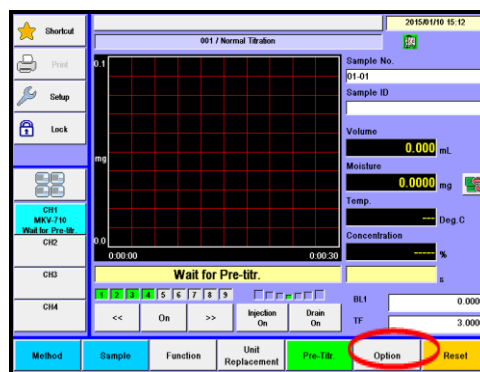 2015/01/10 15:12
Shortcut
001 / Normal Titration
Print
Setup
Lock
0.1
mg
0.0
0:00:00
0:00:30
Sample No.
01-01
Sample ID
Volume
0.000 mL
Moisture
0.0000 mg
Temp.
--- Deg.C
Concentration
----- %
s
CH1
MKV-710
Wait for Pre-titr.
CH2
CH3
CH4
Wait for Pre-titr.
1 2 3 4 5 6 7 8 9
<< On >> Injection On Drain On
BL1 0.000
TF 3.000
Method Sample Function Unit Replacement Pre-Titr. Option Reset